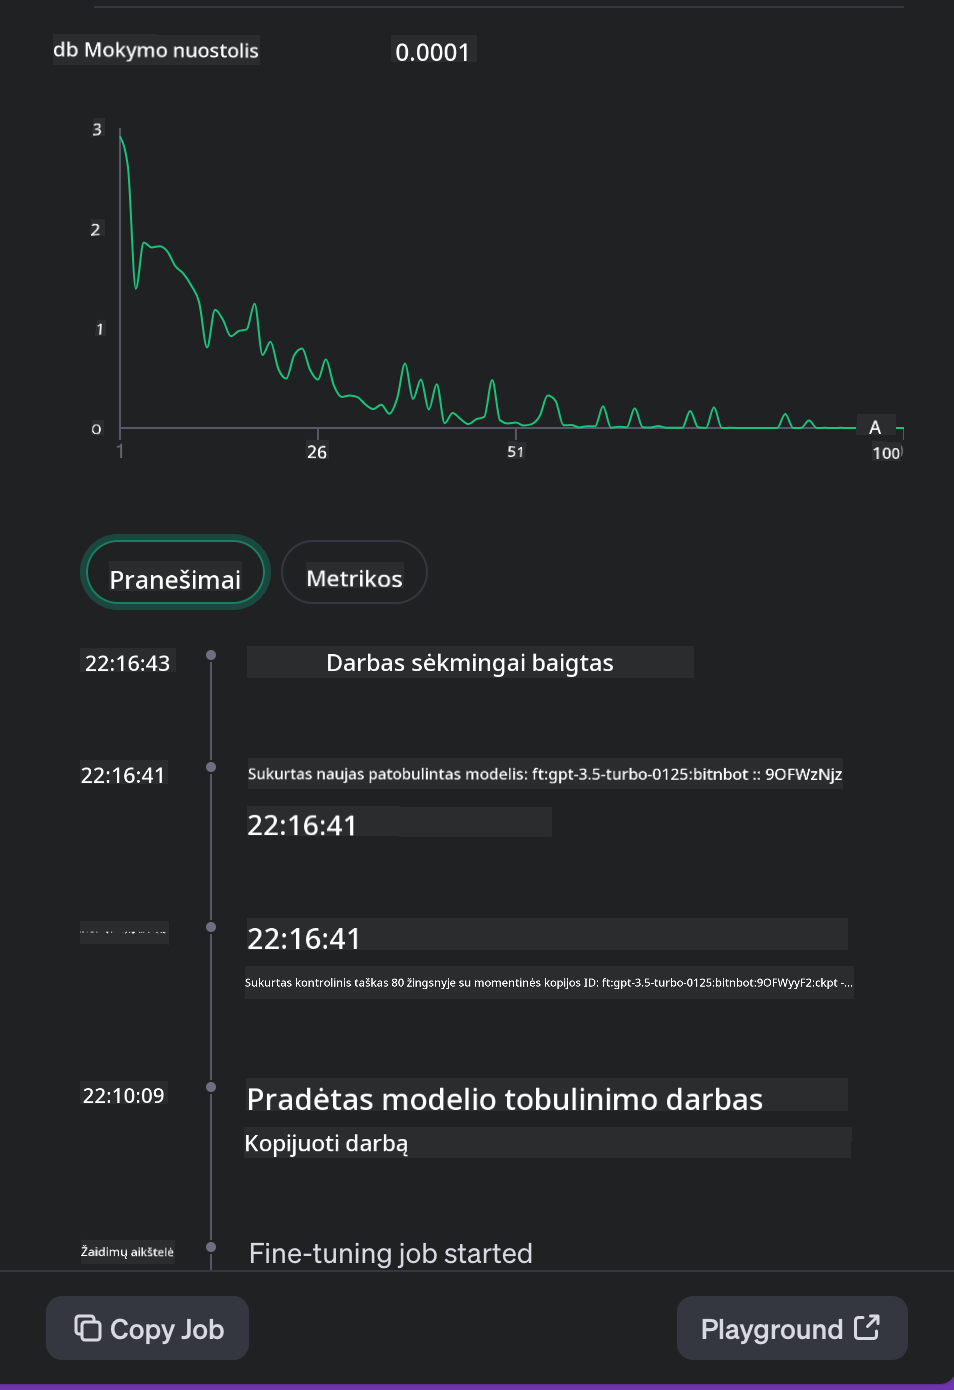 db Mokymo nuostolis
0.0001
3
2
1
0
1
26
51
A
100
Pranešimai
Metrikos
22:16:43
Darbas sėkmingai baigtas
22:16:41
Sukurtas naujas patobulintas modelis: ft:gpt-3.5-turbo-0125:bitnbot :: 9OFWzNjz
22:16:41
22:16:41
Sukurtas kontrolinis taškas 80 žingsnyje su momentinės kopijos ID: ft:gpt-3.5-turbo-0125:bitnbot:9OFWyyF2:ckpt -...
22:10:09
Pradėtas modelio tobulinimo darbas
Kopijuoti darbą
Žaidimų aikštelė
Fine-tuning job started
Copy Job
Playground